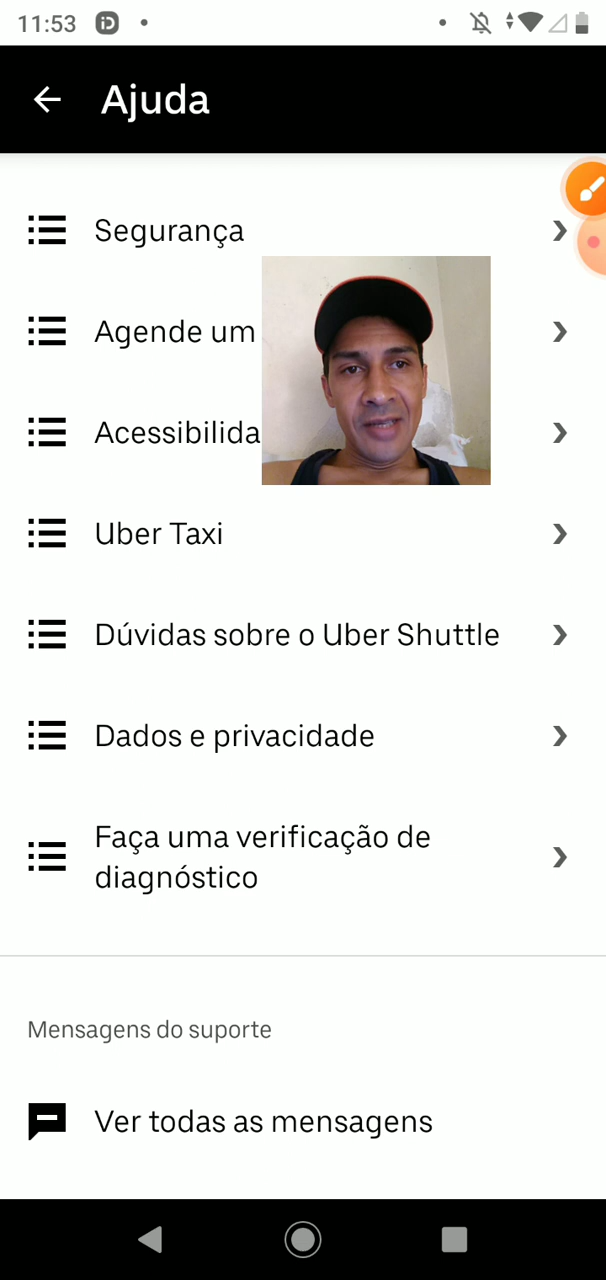 11:53
Ajuda
Segurança
Agende um
Acessibilida
Uber Taxi
Dúvidas sobre o Uber Shuttle
Dados e privacidade
Faça uma verificação de
diagnóstico
Mensagens do suporte
Ver todas as mensagens